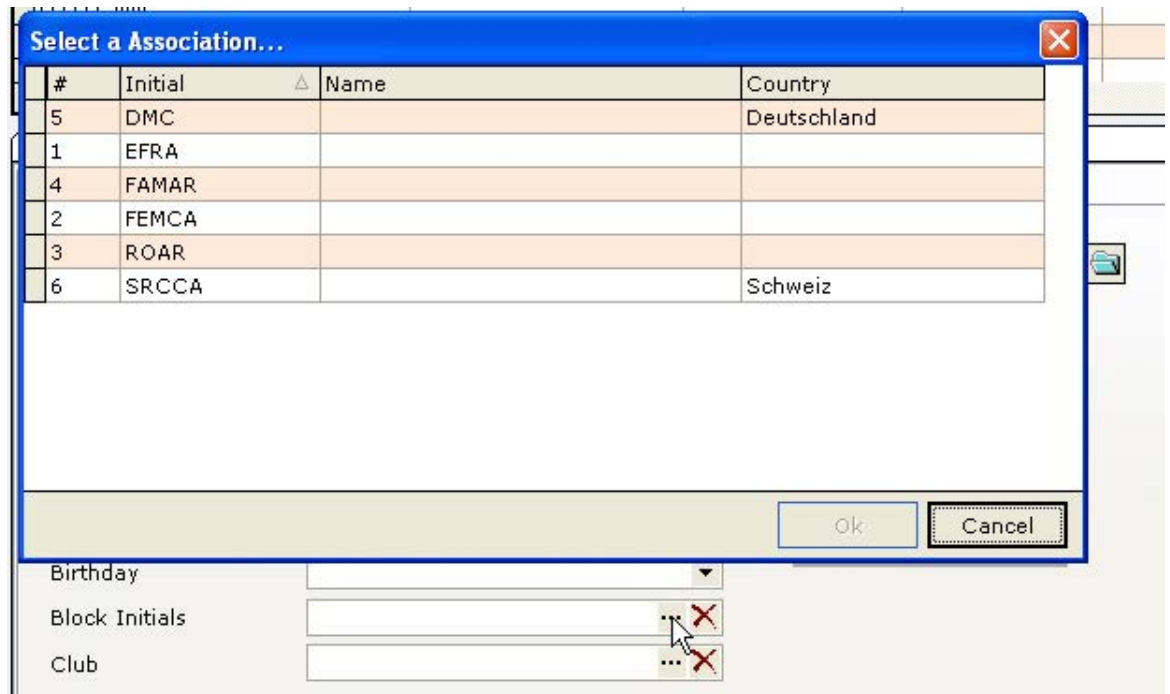 Select a Association...
# Initial Name Country
5 DMC Deutschland
1 EFRA
4 FAMAR
2 FEMCA
3 ROAR
6 SRCCA Schweiz
Ok Cancel
Birthday
Block Initials ...
Club ...